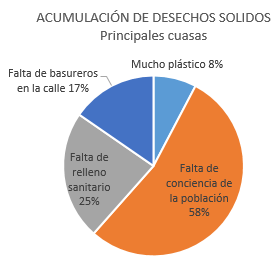 ACUMULACIÓN DE DESECHOS SOLIDOS
Principales cuasas
Mucho plástico 8%
Falta de basureros
en la calle 17%
Falta de
relleno
sanitario
25%
Falta de
conciencia de
la población
58%